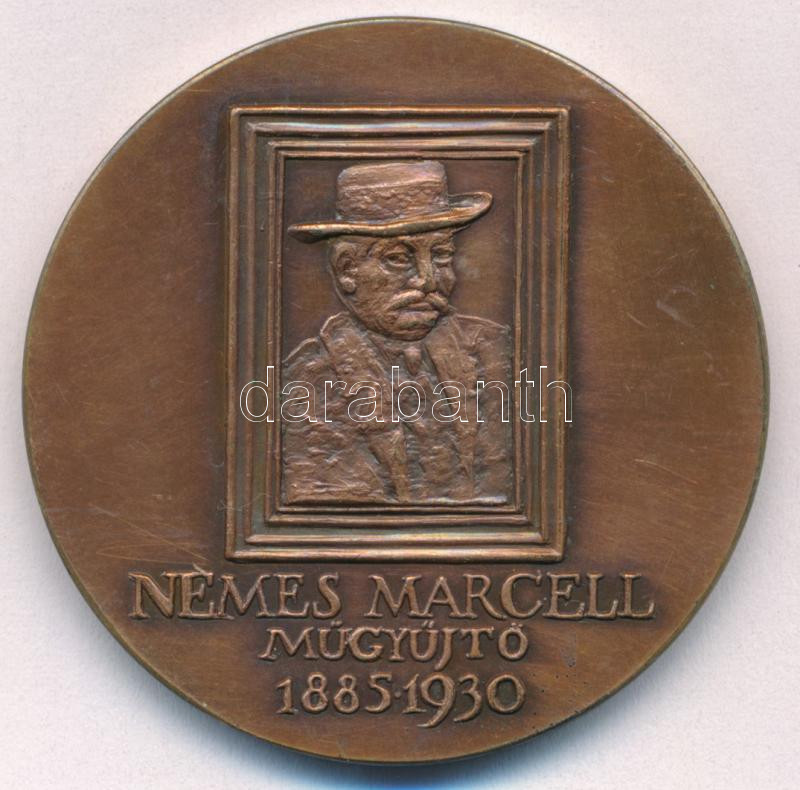 darabanth
NEMES MARCELL
MŰGYŰJTŐ
1885·1930